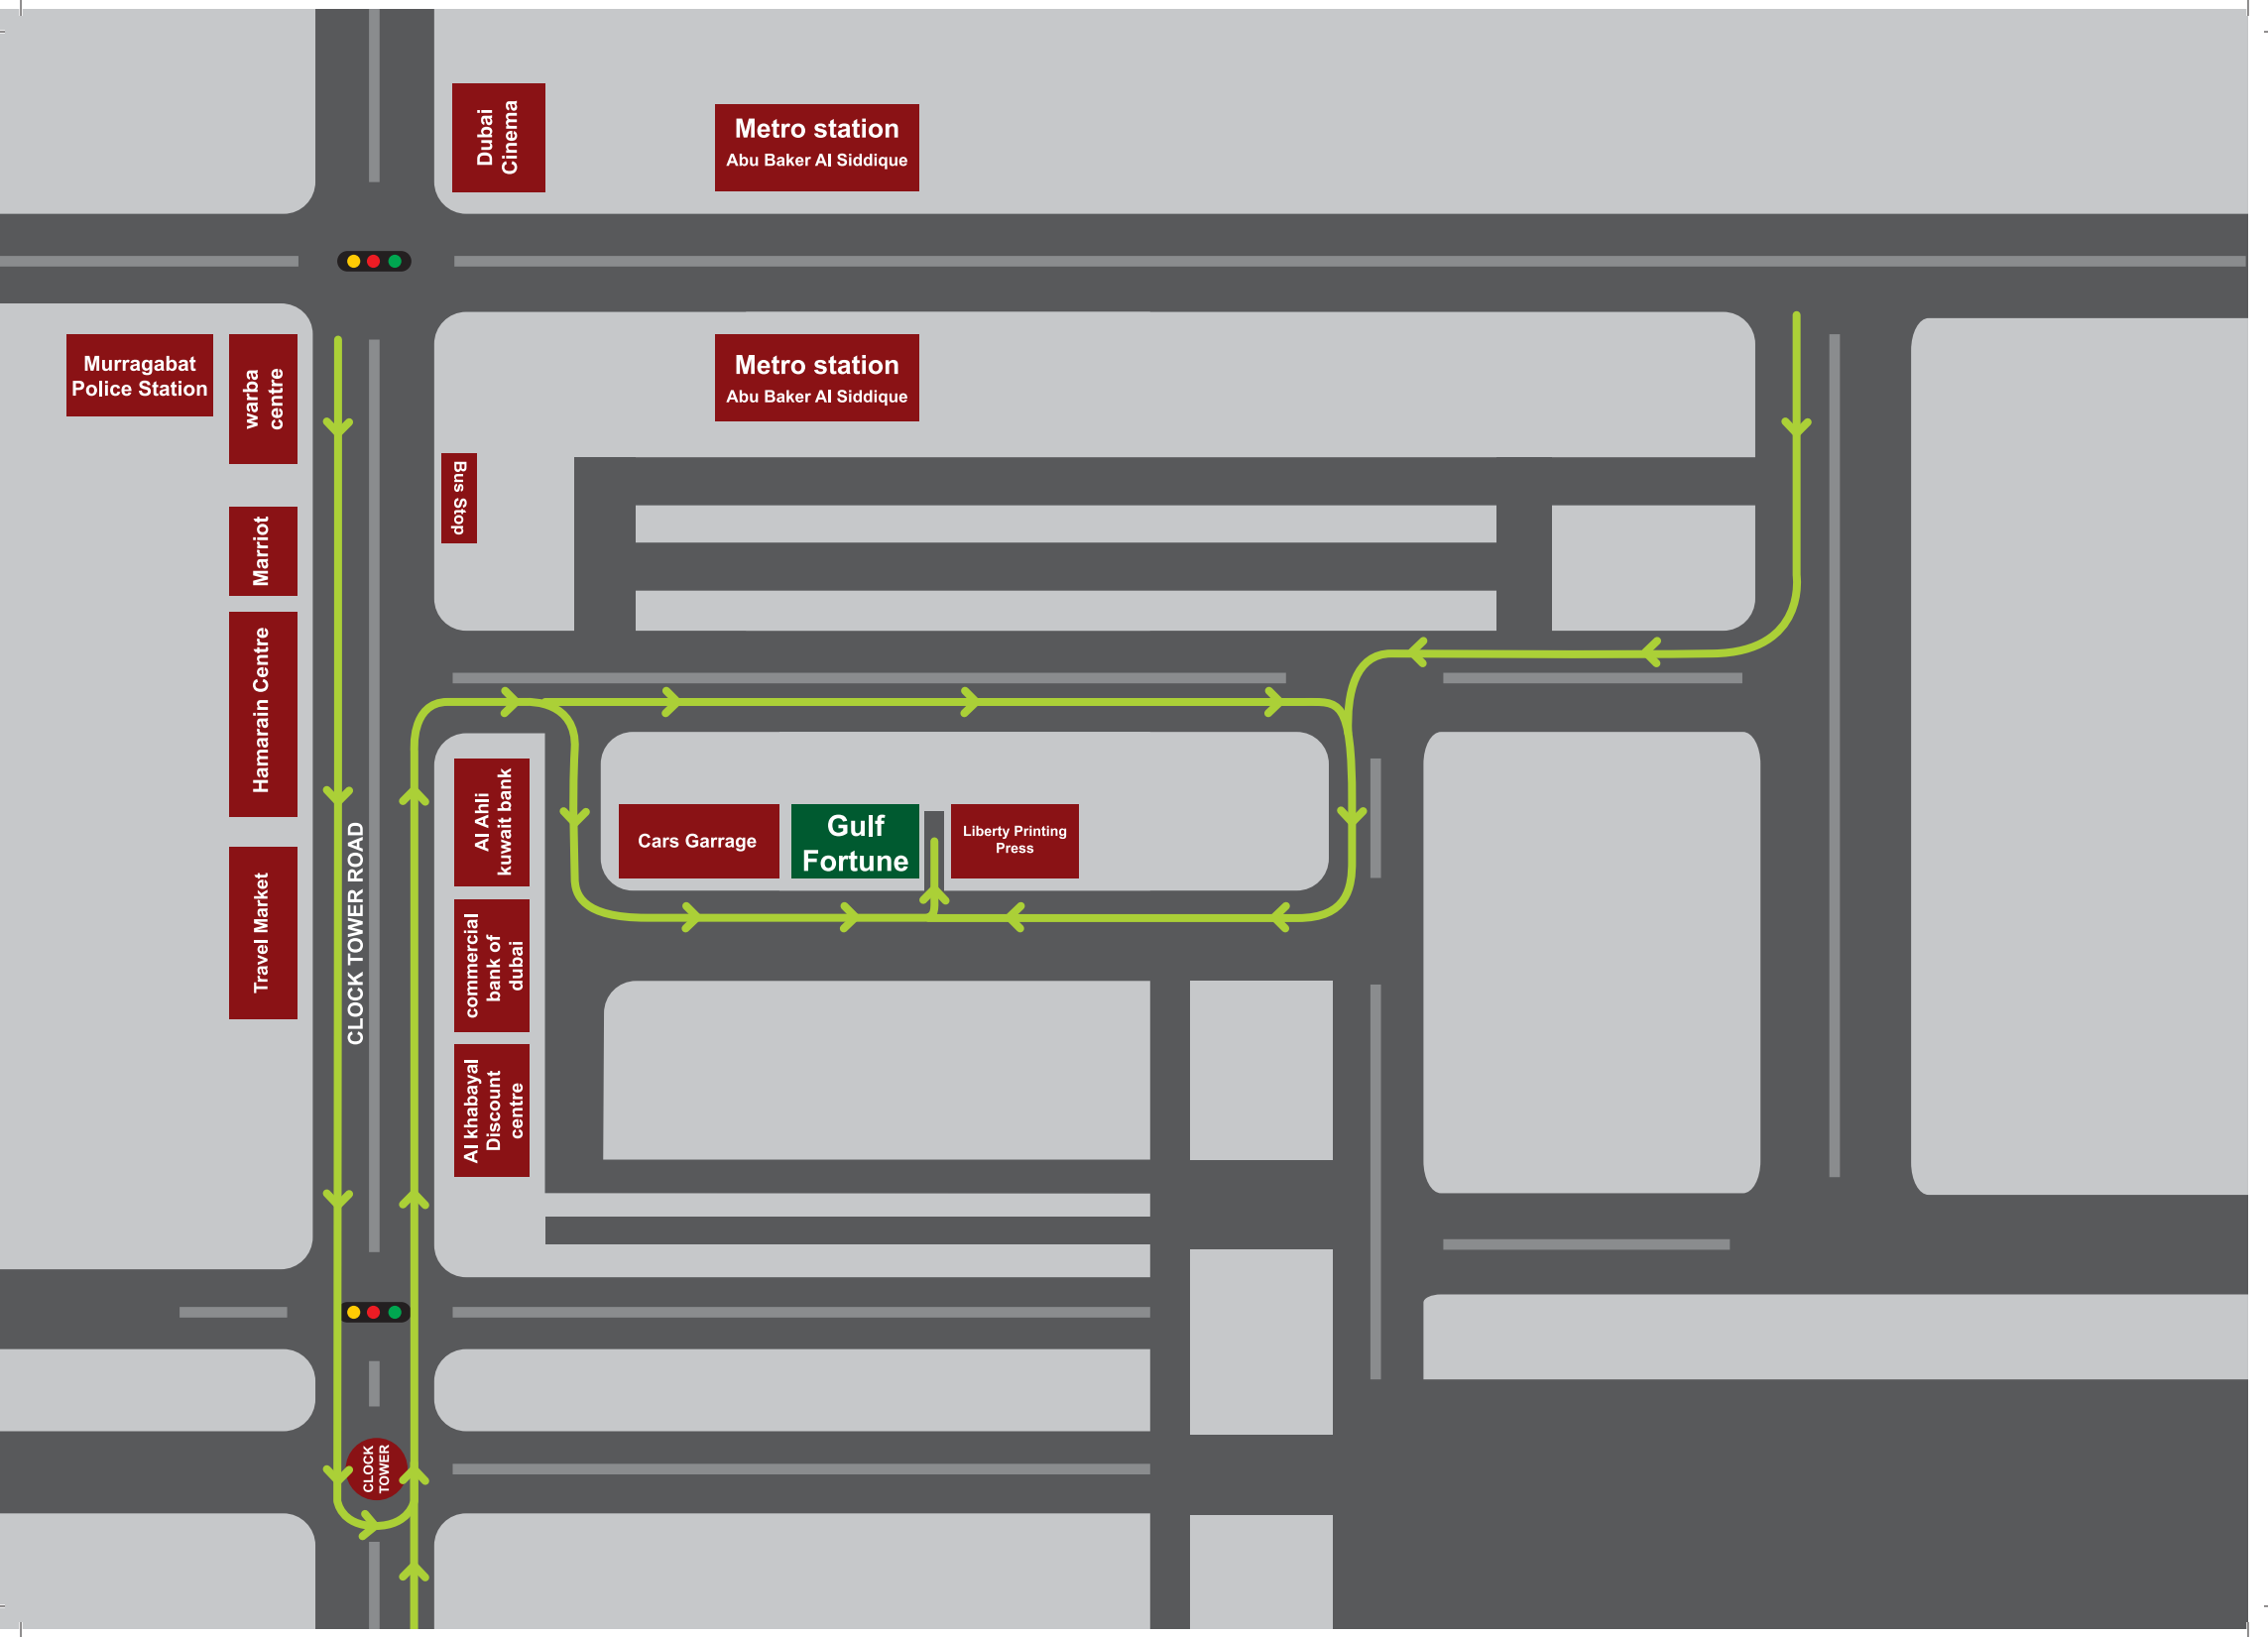 Dubai
Cinema
Metro station
Abu Baker Al Siddique
Murragabat
Police Station
warba
centre
Metro station
Abu Baker Al Siddique
Bus Stop
Marriot
Hamarain Centre
Travel Market
CLOCK TOWER ROAD
Al Ahli
kuwait bank
Cars Garrage
Gulf
Fortune
Liberty Printing
Press
commercial
bank of
dubai
Al khabayal
Discount
centre
CLOCK
TOWER